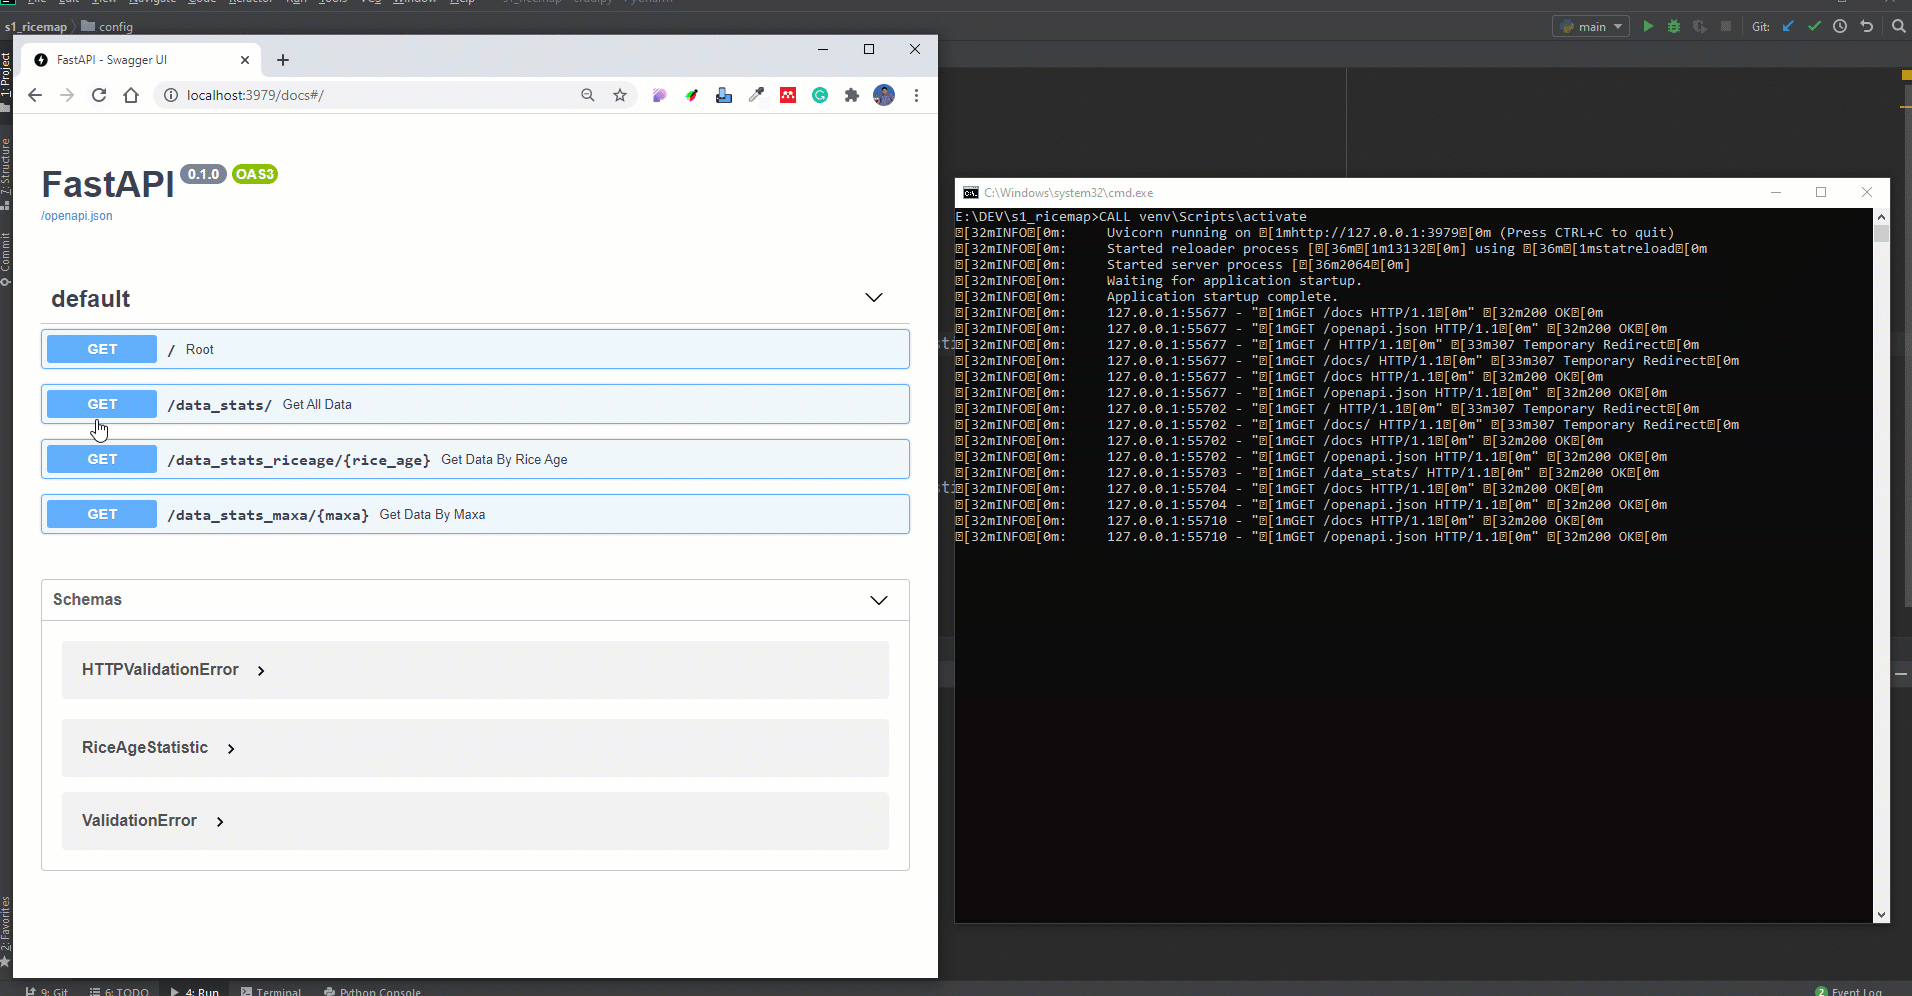 File Edit View Navigate Code Refactor Run Tools VCS Window Help
s1_ricemap config
main Git:
1: Project
7: Structure
Commit
2: Favorites
FastAPI - Swagger UI
localhost:3979/docs#/
FastAPI 0.1.0 OAS3
/openapi.json
default
GET / Root
GET /data_stats/ Get All Data
GET /data_stats_riceage/{rice_age} Get Data By Rice Age
GET /data_stats_maxa/{maxa} Get Data By Maxa
Schemas
HTTPValidationError
RiceAgeStatistic
ValidationError
C:\Windows\system32\cmd.exe
E:\DEV\s1_ricemap>CALL venv\Scripts\activate
⍰[32mINFO⍰[0m:     Uvicorn running on ⍰[1mhttp://127.0.0.1:3979⍰[0m (Press CTRL+C to quit)
⍰[32mINFO⍰[0m:     Started reloader process [⍰[36m⍰[1m13132⍰[0m] using ⍰[36m⍰[1mstatreload⍰[0m
⍰[32mINFO⍰[0m:     Started server process [⍰[36m2064⍰[0m]
⍰[32mINFO⍰[0m:     Waiting for application startup.
⍰[32mINFO⍰[0m:     Application startup complete.
⍰[32mINFO⍰[0m:     127.0.0.1:55677 - "⍰[1mGET /docs HTTP/1.1⍰[0m" ⍰[32m200 OK⍰[0m
⍰[32mINFO⍰[0m:     127.0.0.1:55677 - "⍰[1mGET /openapi.json HTTP/1.1⍰[0m" ⍰[32m200 OK⍰[0m
⍰[32mINFO⍰[0m:     127.0.0.1:55677 - "⍰[1mGET / HTTP/1.1⍰[0m" ⍰[33m307 Temporary Redirect⍰[0m
⍰[32mINFO⍰[0m:     127.0.0.1:55677 - "⍰[1mGET /docs/ HTTP/1.1⍰[0m" ⍰[33m307 Temporary Redirect⍰[0m
⍰[32mINFO⍰[0m:     127.0.0.1:55677 - "⍰[1mGET /docs HTTP/1.1⍰[0m" ⍰[32m200 OK⍰[0m
⍰[32mINFO⍰[0m:     127.0.0.1:55677 - "⍰[1mGET /openapi.json HTTP/1.1⍰[0m" ⍰[32m200 OK⍰[0m
⍰[32mINFO⍰[0m:     127.0.0.1:55702 - "⍰[1mGET / HTTP/1.1⍰[0m" ⍰[33m307 Temporary Redirect⍰[0m
⍰[32mINFO⍰[0m:     127.0.0.1:55702 - "⍰[1mGET /docs/ HTTP/1.1⍰[0m" ⍰[33m307 Temporary Redirect⍰[0m
⍰[32mINFO⍰[0m:     127.0.0.1:55702 - "⍰[1mGET /docs HTTP/1.1⍰[0m" ⍰[32m200 OK⍰[0m
⍰[32mINFO⍰[0m:     127.0.0.1:55702 - "⍰[1mGET /openapi.json HTTP/1.1⍰[0m" ⍰[32m200 OK⍰[0m
⍰[32mINFO⍰[0m:     127.0.0.1:55703 - "⍰[1mGET /data_stats/ HTTP/1.1⍰[0m" ⍰[32m200 OK⍰[0m
⍰[32mINFO⍰[0m:     127.0.0.1:55704 - "⍰[1mGET /docs HTTP/1.1⍰[0m" ⍰[32m200 OK⍰[0m
⍰[32mINFO⍰[0m:     127.0.0.1:55704 - "⍰[1mGET /openapi.json HTTP/1.1⍰[0m" ⍰[32m200 OK⍰[0m
⍰[32mINFO⍰[0m:     127.0.0.1:55710 - "⍰[1mGET /docs HTTP/1.1⍰[0m" ⍰[32m200 OK⍰[0m
⍰[32mINFO⍰[0m:     127.0.0.1:55710 - "⍰[1mGET /openapi.json HTTP/1.1⍰[0m" ⍰[32m200 OK⍰[0m
9: Git 6: TODO 4: Run Terminal Python Console 2 Event Log